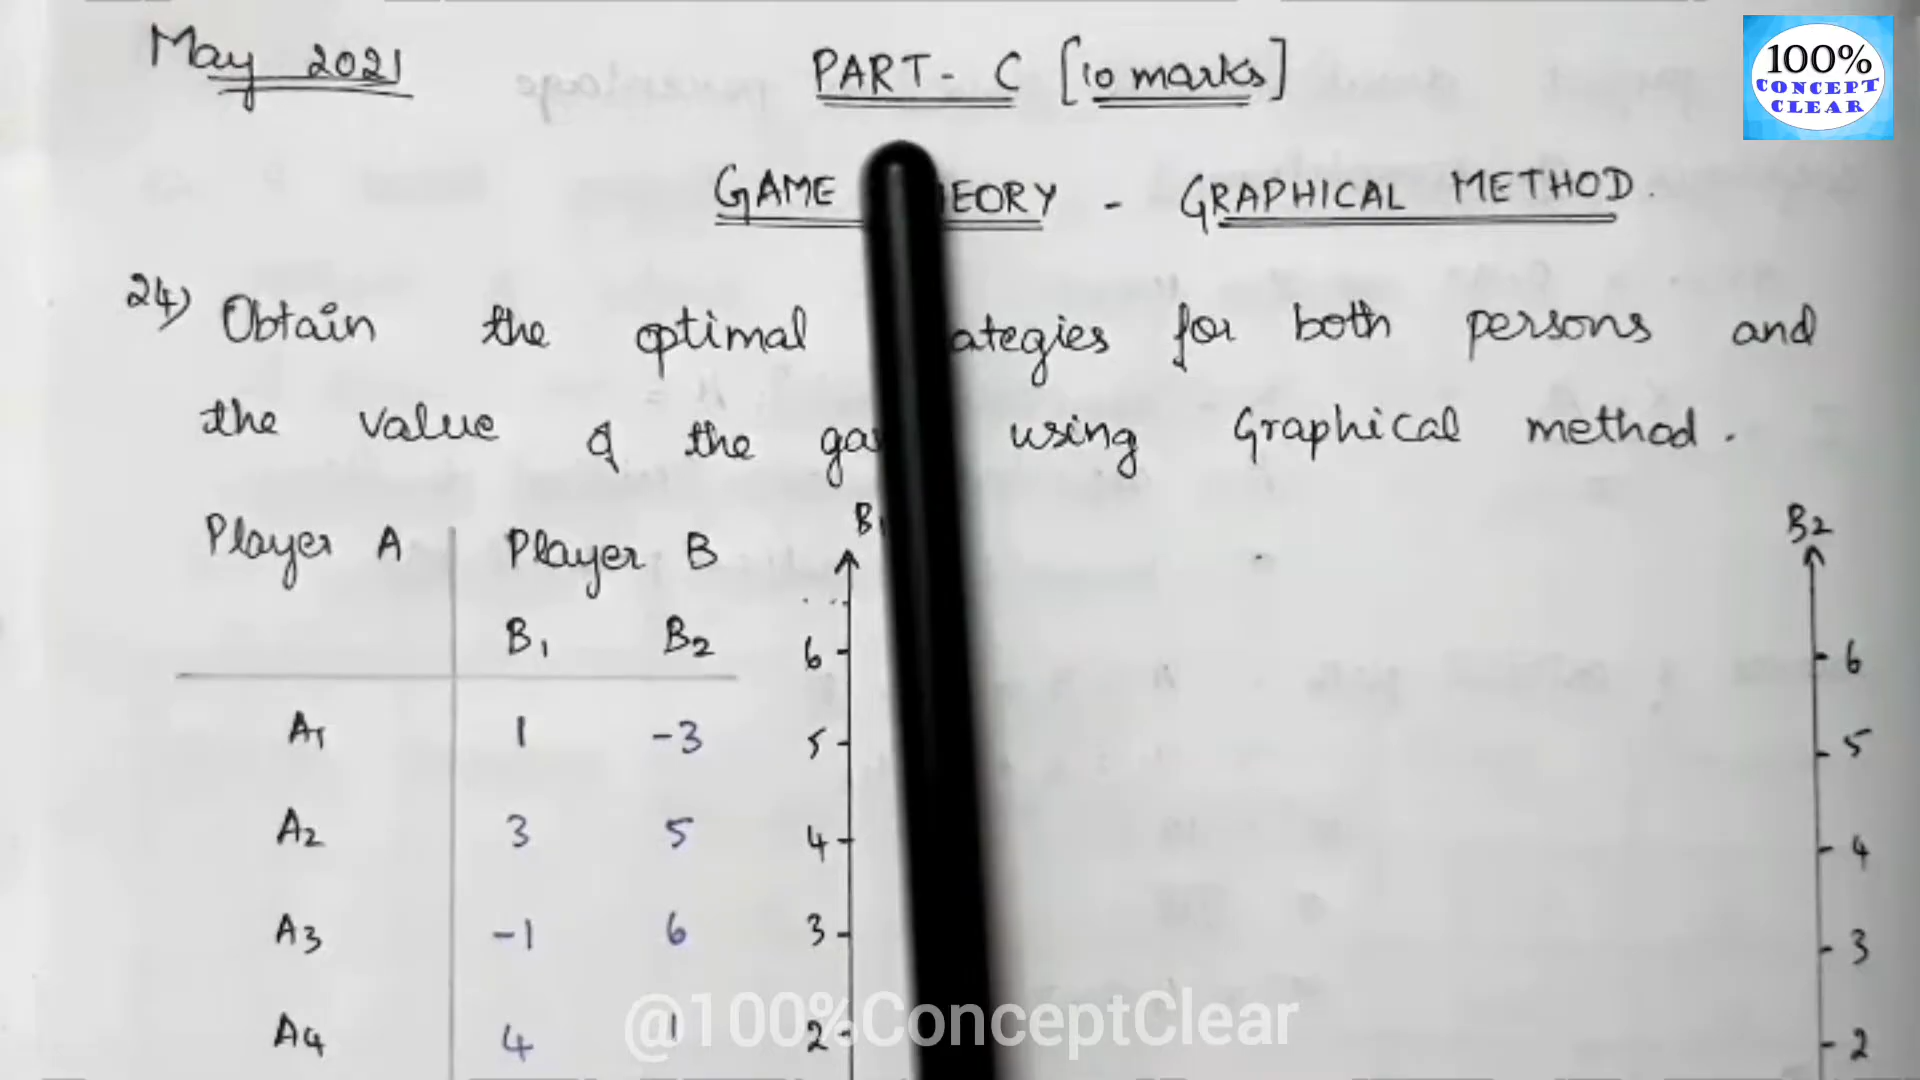 May 2021
PART - C [10 marks]
100%
CONCEPT
CLEAR
GAME EORY - GRAPHICAL METHOD.
24) Obtain the optimal ategies for both persons and
the value of the ga using Graphical method.
Player A Player B
B1 B2
A1 1 -3
A2 3 5
A3 -1 6
A4 4 1
B1
6
5
4
3
2
B2
6
5
4
3
2
@100%ConceptClear